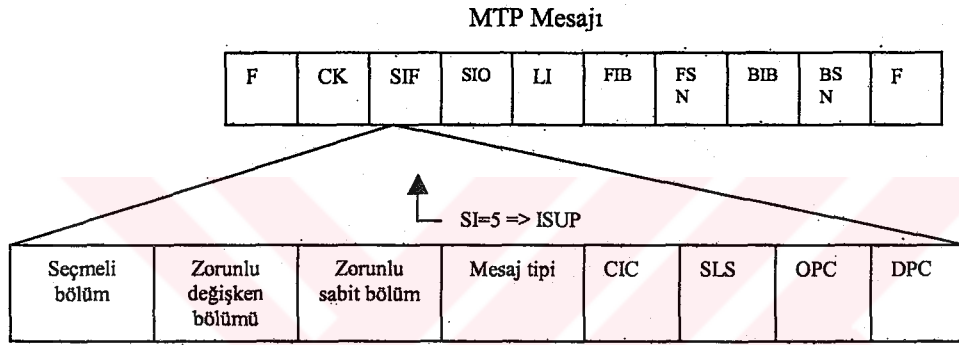 MTP Mesajı
F CK SIF SIO LI FIB FS BIB BS F
N N
SI=5 => ISUP
Seçmeli Zorunlu Zorunlu Mesaj tipi CIC SLS OPC DPC
bölüm değişken sabit bölüm
bölümü